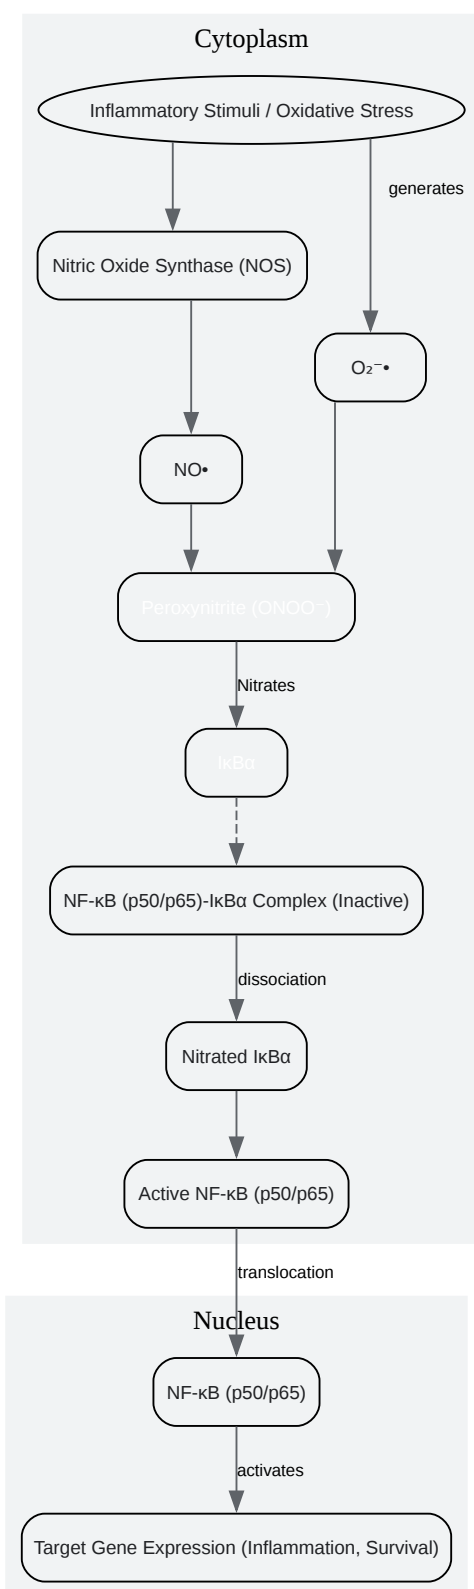 Cytoplasm
Inflammatory Stimuli / Oxidative Stress
generates
Nitric Oxide Synthase (NOS)
O₂⁻•
NO•
Peroxynitrite (ONOO⁻)
Nitrates
IκBα
NF-κB (p50/p65)-IκBα Complex (Inactive)
dissociation
Nitrated IκBα
Active NF-κB (p50/p65)
translocation
Nucleus
NF-κB (p50/p65)
activates
Target Gene Expression (Inflammation, Survival)